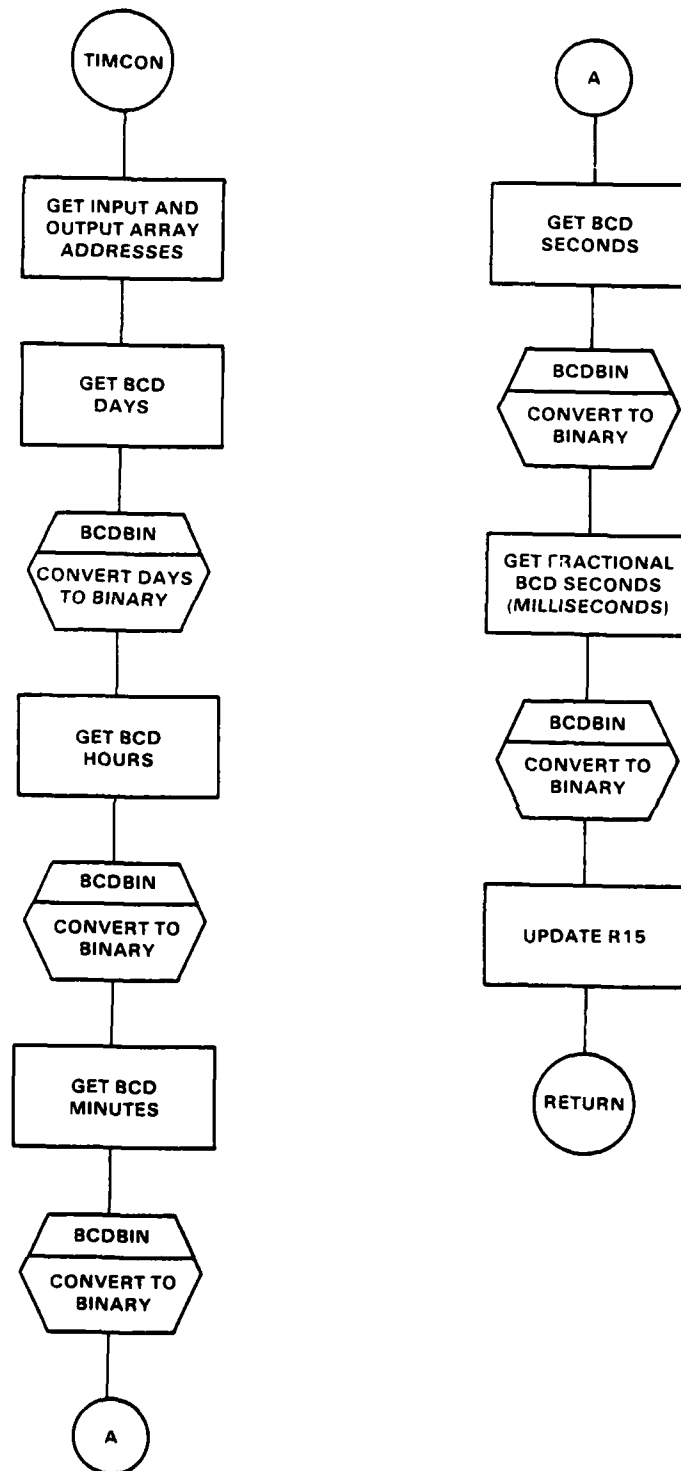 TIMCON
GET INPUT AND
OUTPUT ARRAY
ADDRESSES
GET BCD
DAYS
BCDBIN
CONVERT DAYS
TO BINARY
GET BCD
HOURS
BCDBIN
CONVERT TO
BINARY
GET BCD
MINUTES
BCDBIN
CONVERT TO
BINARY
A
A
GET BCD
SECONDS
BCDBIN
CONVERT TO
BINARY
GET FRACTIONAL
BCD SECONDS
(MILLISECONDS)
BCDBIN
CONVERT TO
BINARY
UPDATE R15
RETURN